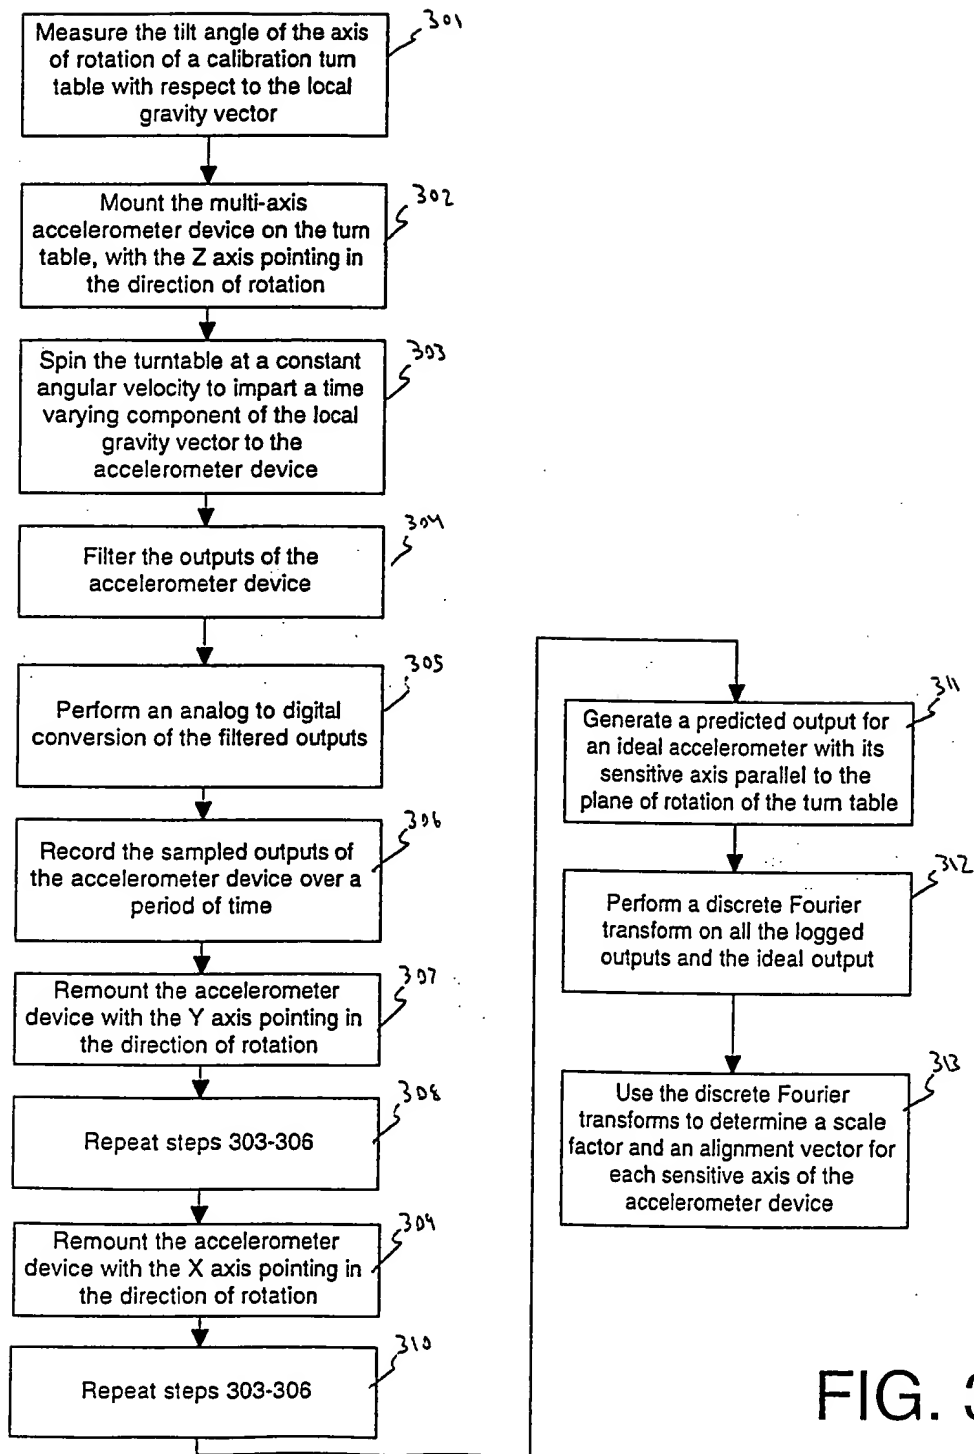 301
Measure the tilt angle of the axis
of rotation of a calibration turn
table with respect to the local
gravity vector
302
Mount the multi-axis
accelerometer device on the turn
table, with the Z axis pointing in
the direction of rotation
303
Spin the turntable at a constant
angular velocity to impart a time
varying component of the local
gravity vector to the
accelerometer device
304
Filter the outputs of the
accelerometer device
305
Perform an analog to digital
conversion of the filtered outputs
306
Record the sampled outputs of
the accelerometer device over a
period of time
307
Remount the accelerometer
device with the Y axis pointing in
the direction of rotation
308
Repeat steps 303-306
309
Remount the accelerometer
device with the X axis pointing in
the direction of rotation
310
Repeat steps 303-306
311
Generate a predicted output for
an ideal accelerometer with its
sensitive axis parallel to the
plane of rotation of the turn table
312
Perform a discrete Fourier
transform on all the logged
outputs and the ideal output
313
Use the discrete Fourier
transforms to determine a scale
factor and an alignment vector for
each sensitive axis of the
accelerometer device
FIG. 3